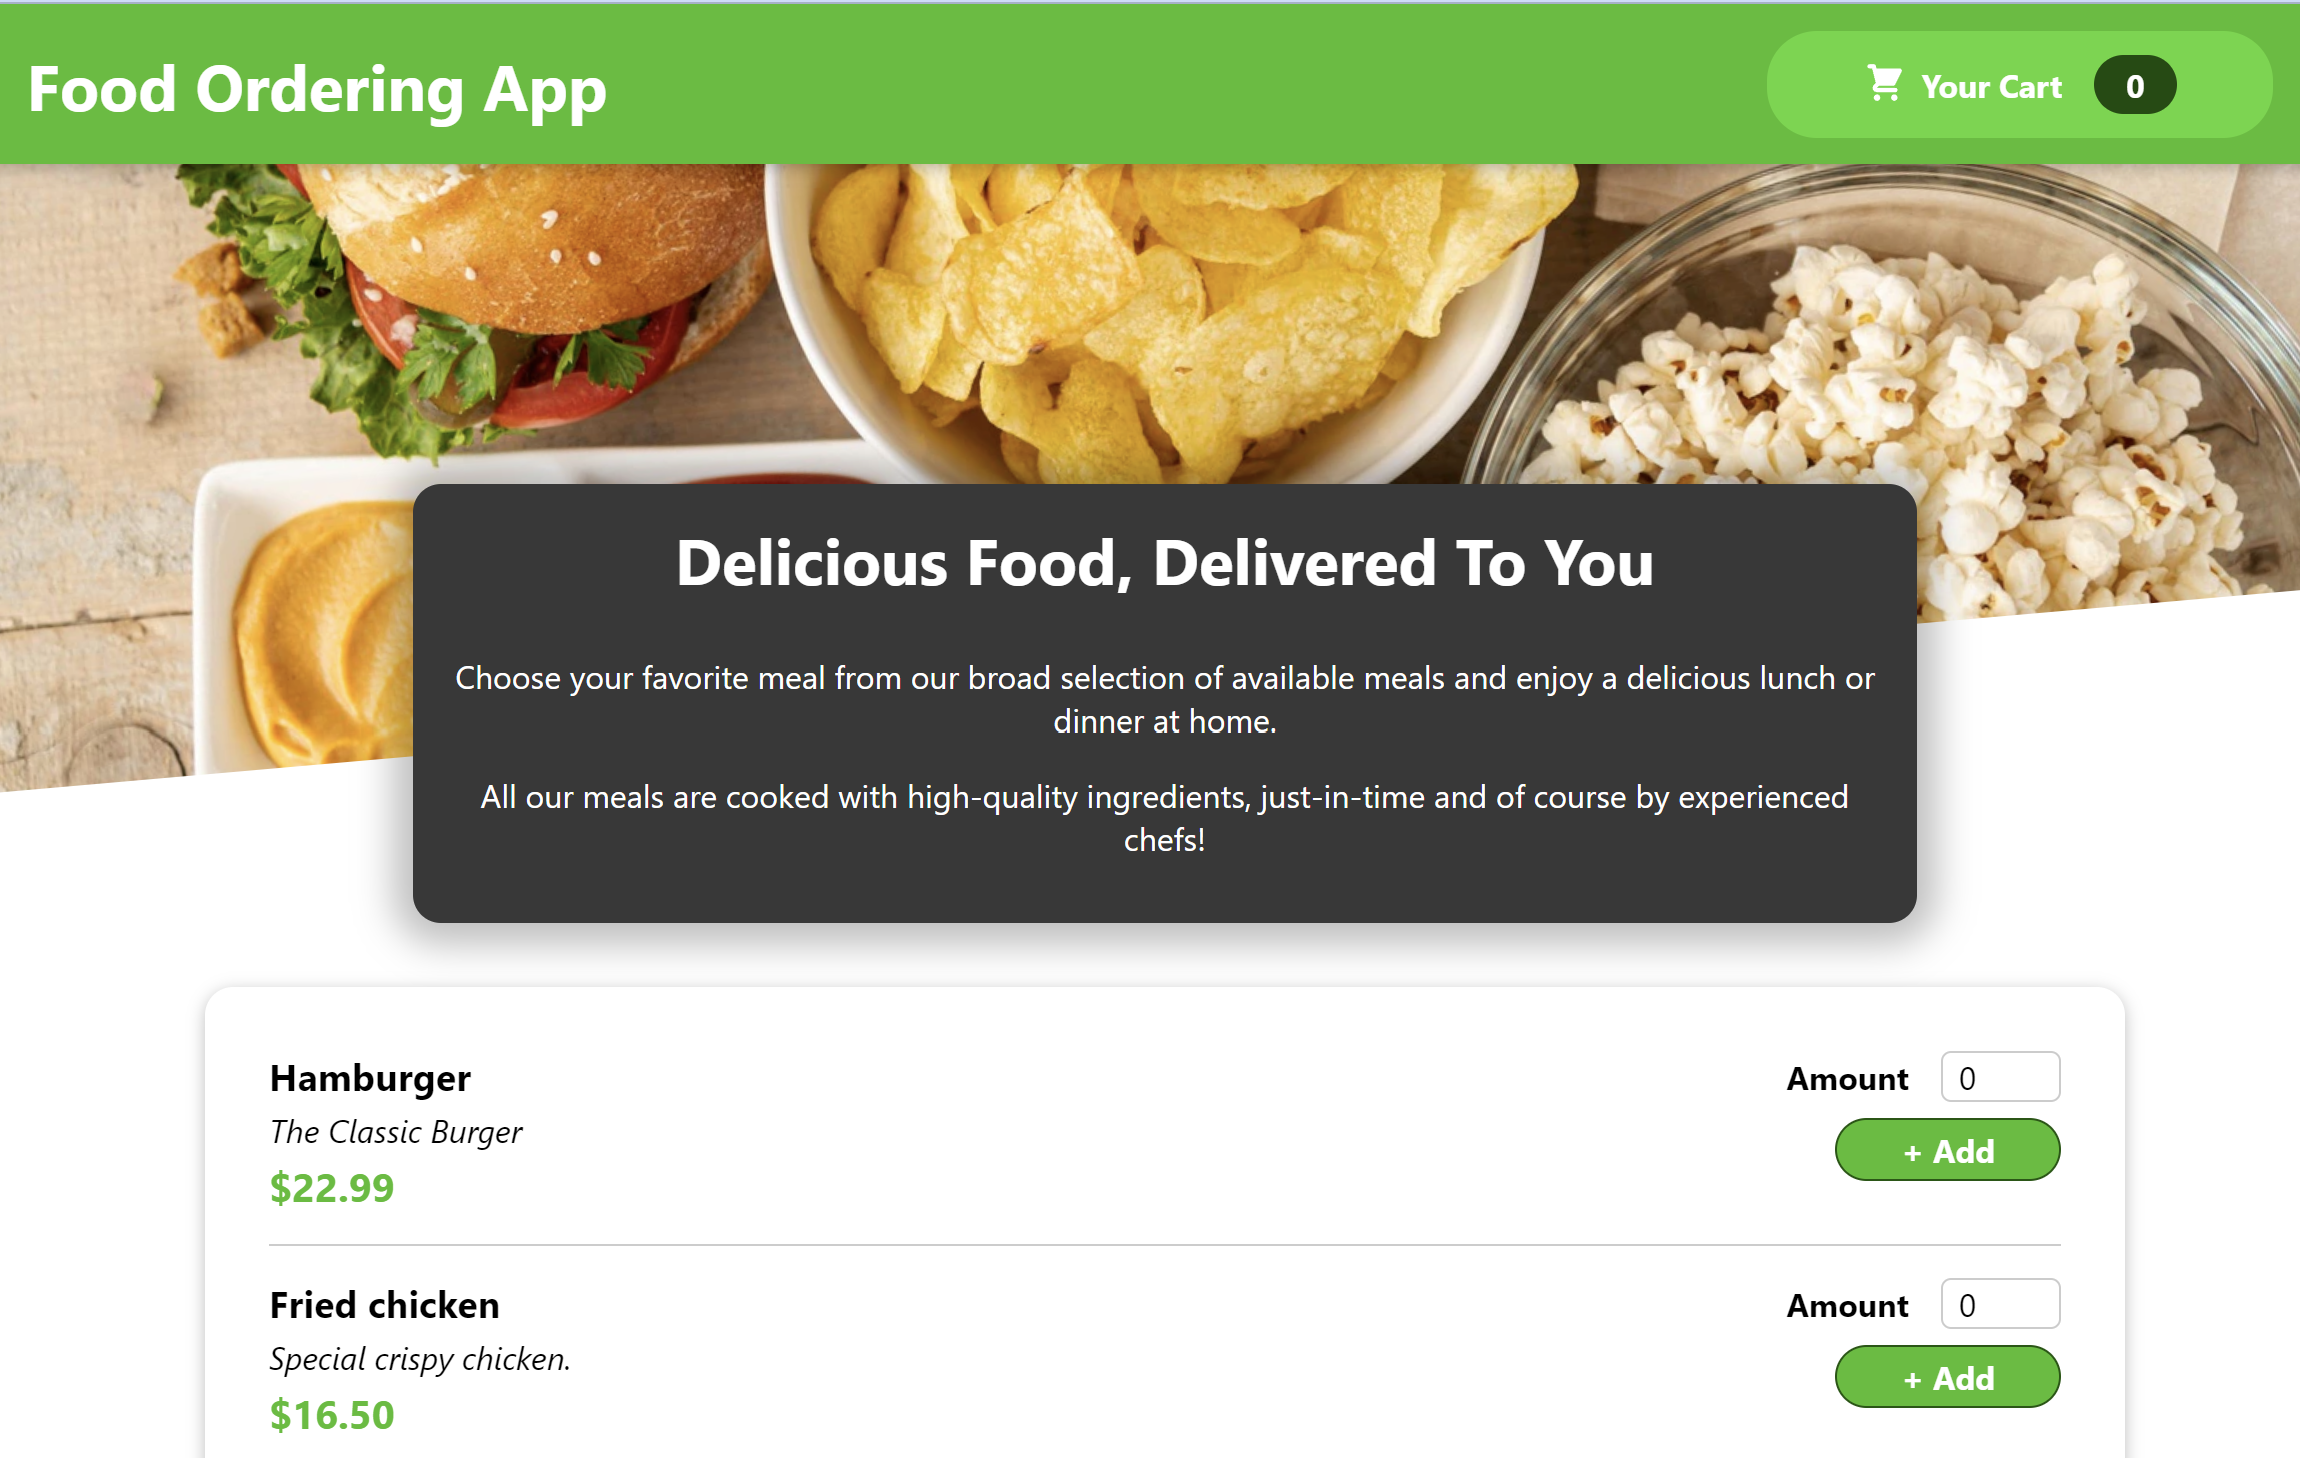 Food Ordering App
Your Cart 0
Delicious Food, Delivered To You
Choose your favorite meal from our broad selection of available meals and enjoy a delicious lunch or
dinner at home.
All our meals are cooked with high-quality ingredients, just-in-time and of course by experienced
chefs!
Hamburger
The Classic Burger
$22.99
Amount 0
+ Add
Fried chicken
Special crispy chicken.
$16.50
Amount 0
+ Add